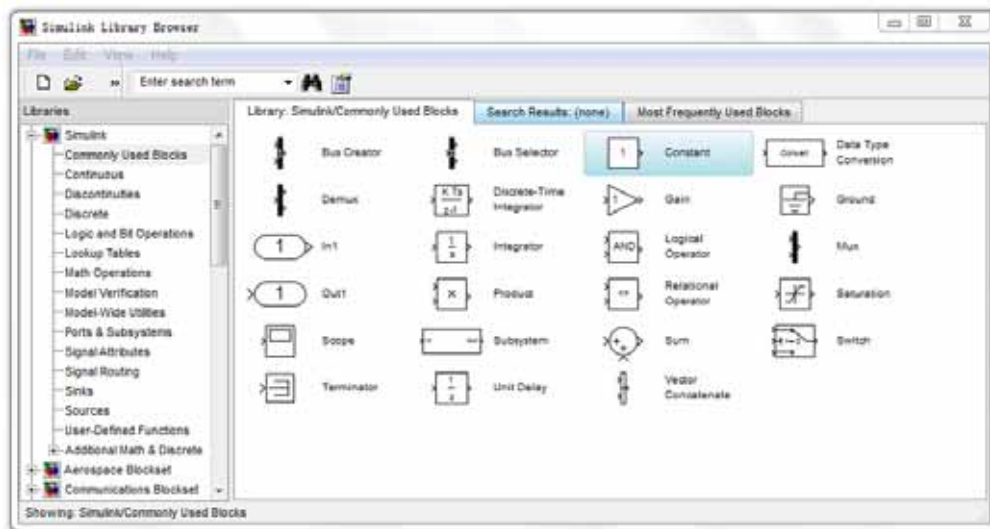 Simulink Library Browser
File Edit View Help
» Enter search term
Libraries
Library: Simulink/Commonly Used Blocks Search Results: (none) Most Frequently Used Blocks
Simulink
Commonly Used Blocks
Continuous
Discontinuities
Discrete
Logic and Bit Operations
Lookup Tables
Math Operations
Model Verification
Model-Wide Utilities
Ports & Subsystems
Signal Attributes
Signal Routing
Sinks
Sources
User-Defined Functions
Additional Math & Discrete
Aerospace Blockset
Communications Blockset
Bus Creator
Bus Selector
1 Constant
Convert Data Type
Conversion
Demux
K Ts
z-1
Discrete-Time
Integrator
1 Gain
Ground
1 In1
1
s
Integrator
AND Logical
Operator
Mux
1 Out1
× Product
<= Relational
Operator
Saturation
Scope
Subsystem
+ + Sum
Switch
Terminator
1
z
Unit Delay
Vector
Concatenate
Showing: Simulink/Commonly Used Blocks